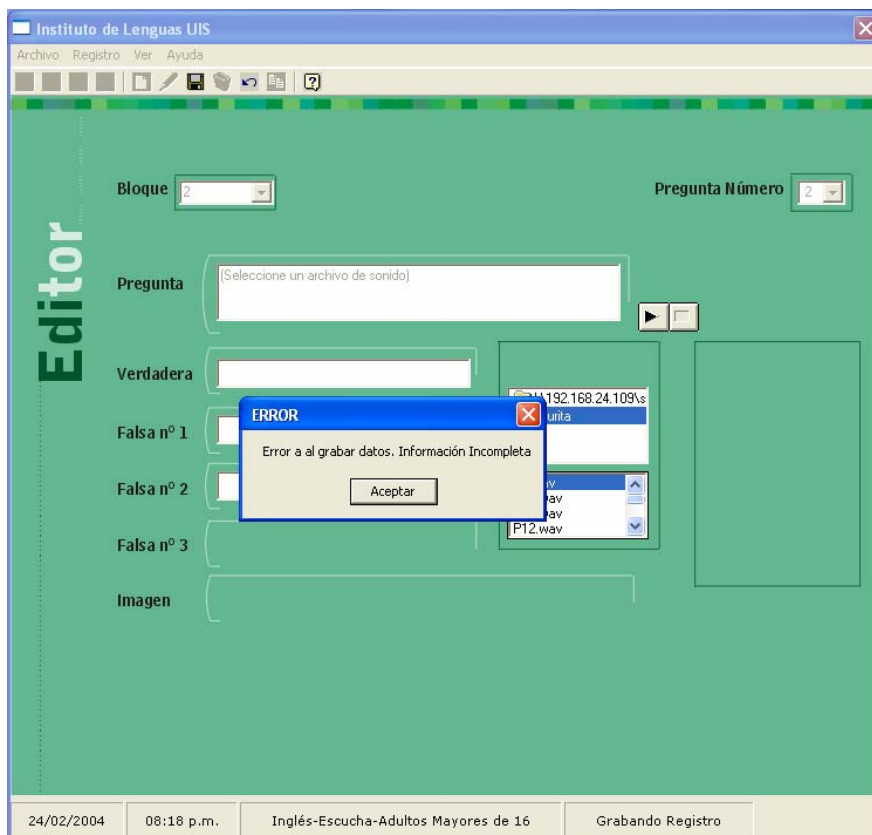 Instituto de Lenguas UIS
Archivo Registro Ver Ayuda
Editor
Bloque 2
Pregunta Número 2
Pregunta (Seleccione un archivo de sonido)
Verdadera
192.168.24.109\s
ERROR
Falsa nº 1
Error a al grabar datos. Información Incompleta
Falsa nº 2
Aceptar
P12.wav
Falsa nº 3
Imagen
24/02/2004 08:18 p.m. Inglés-Escucha-Adultos Mayores de 16 Grabando Registro